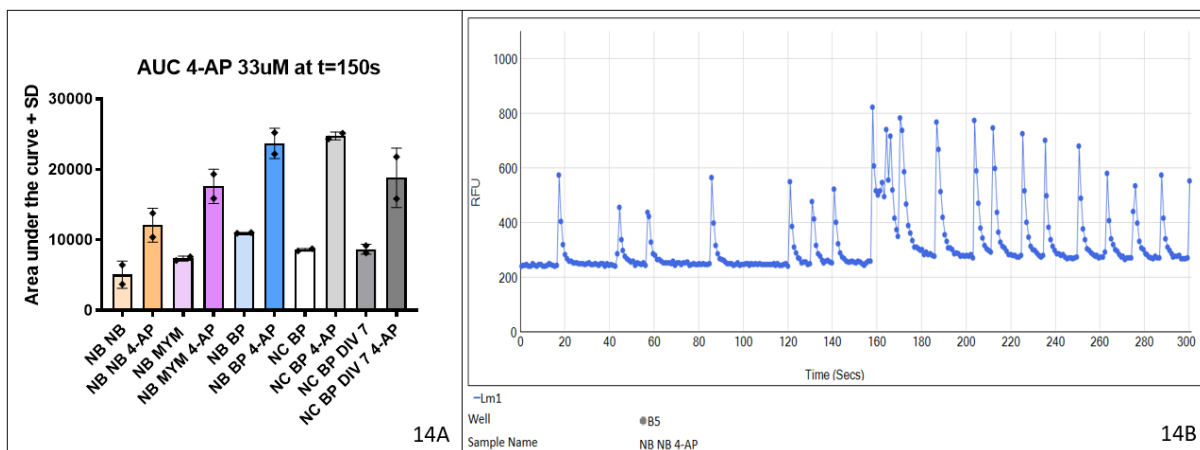 AUC 4-AP 33uM at t=150s
Area under the curve + SD
30000
20000
10000
0
NB NB
NB NB 4-AP
NB MYM
NB MYM 4-AP
NB BP
NB BP 4-AP
NC BP
NC BP 4-AP
NC BP DIV 7
NC BP DIV 7 4-AP
14A
RFU
1000
800
600
400
200
0
0 20 40 60 80 100 120 140 160 180 200 220 240 260 280 300
Time (Secs)
Lm1
Well B5
Sample Name NB NB 4-AP
14B